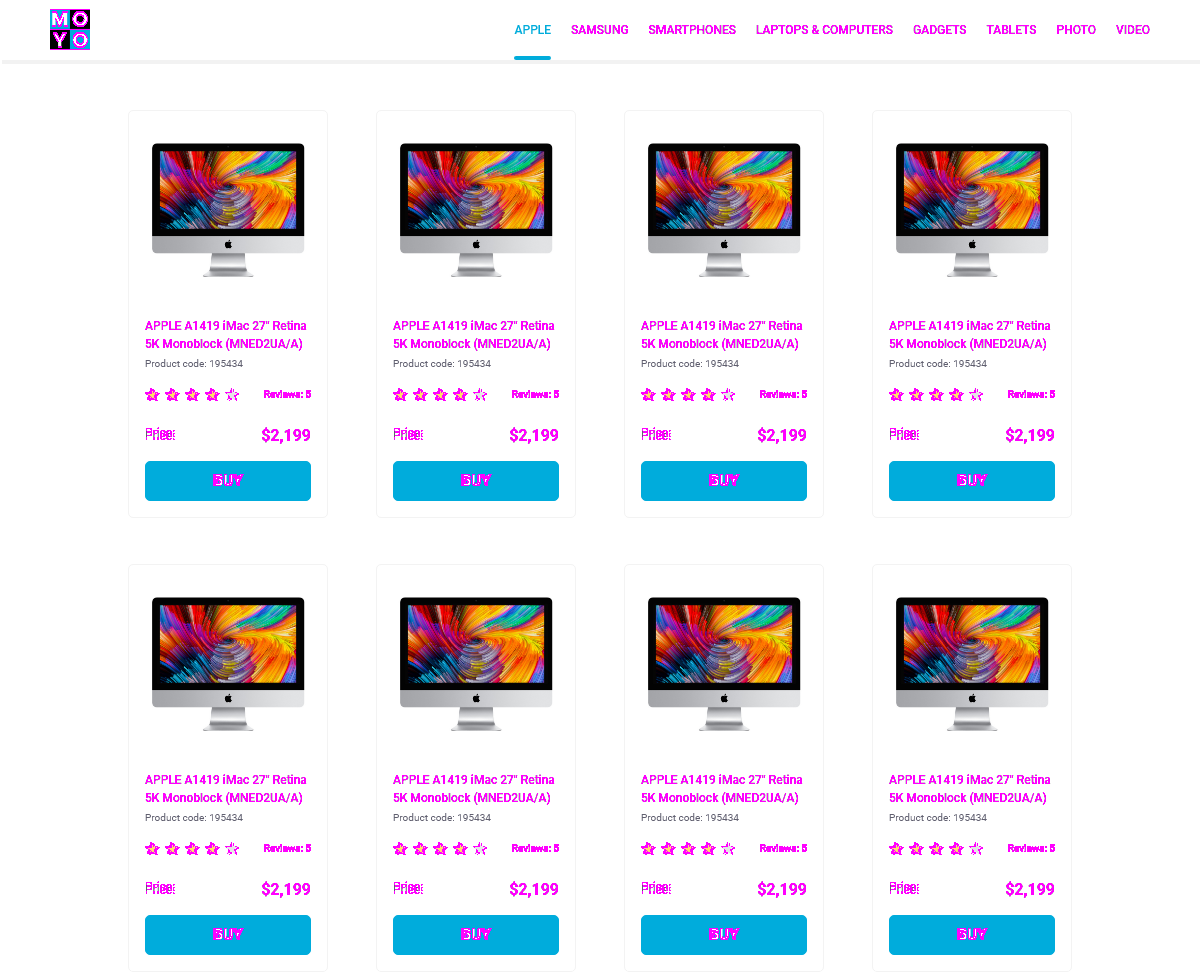 MO
YO
APPLE SAMSUNG SMARTPHONES LAPTOPS & COMPUTERS GADGETS TABLETS PHOTO VIDEO
APPLE A1419 iMac 27" Retina APPLE A1419 iMac 27" Retina APPLE A1419 iMac 27" Retina APPLE A1419 iMac 27" Retina
5K Monoblock (MNED2UA/A) 5K Monoblock (MNED2UA/A) 5K Monoblock (MNED2UA/A) 5K Monoblock (MNED2UA/A)
Product code: 195434 Product code: 195434 Product code: 195434 Product code: 195434
Reviews: 5 Reviews: 5 Reviews: 5 Reviews: 5
Price: $2,199 Price: $2,199 Price: $2,199 Price: $2,199
BUY BUY BUY BUY
APPLE A1419 iMac 27" Retina APPLE A1419 iMac 27" Retina APPLE A1419 iMac 27" Retina APPLE A1419 iMac 27" Retina
5K Monoblock (MNED2UA/A) 5K Monoblock (MNED2UA/A) 5K Monoblock (MNED2UA/A) 5K Monoblock (MNED2UA/A)
Product code: 195434 Product code: 195434 Product code: 195434 Product code: 195434
Reviews: 5 Reviews: 5 Reviews: 5 Reviews: 5
Price: $2,199 Price: $2,199 Price: $2,199 Price: $2,199
BUY BUY BUY BUY